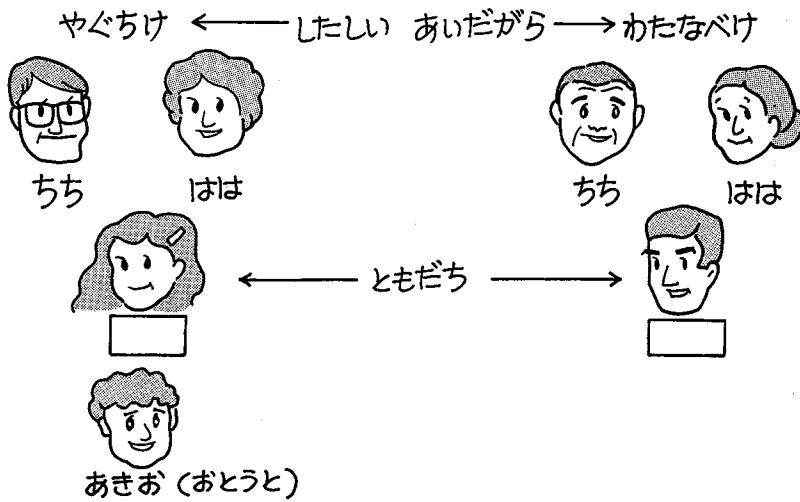 やぐちけ ←したしい あいだがら→ わたなべけ
ちち はは ちち はは
←ともだち→
あきお(おとうと)